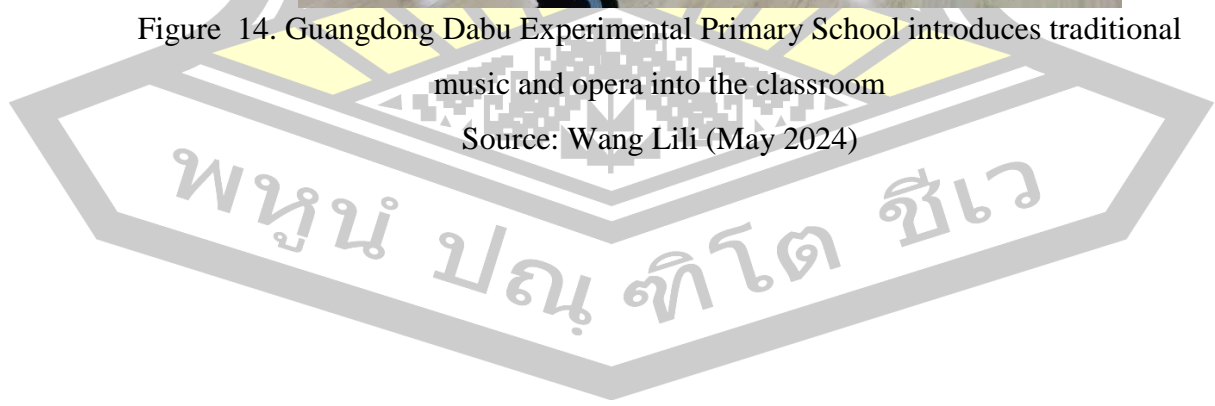 Figure 14. Guangdong Dabu Experimental Primary School introduces traditional
music and opera into the classroom
Source: Wang Lili (May 2024)
พหูนํ ปณฺฑิโต ชีเว